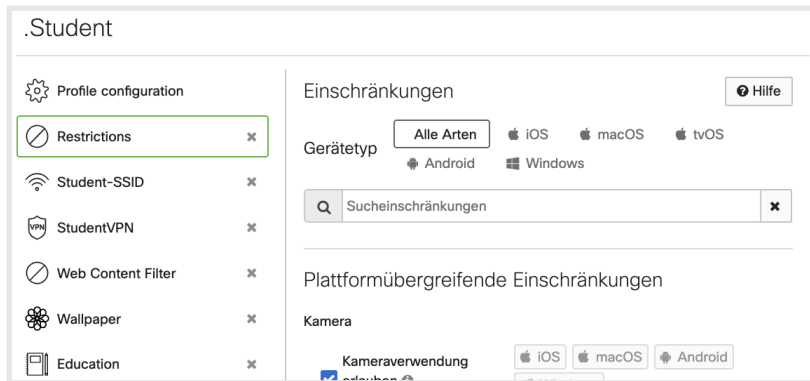 .Student
Profile configuration
Restrictions
Student-SSID
VPN
StudentVPN
Web Content Filter
Wallpaper
Education
Einschränkungen
Hilfe
Gerätetyp
Alle Arten
iOS
macOS
tvOS
Android
Windows
Sucheinschränkungen
Plattformübergreifende Einschränkungen
Kamera
Kameraverwendung
erlauben
iOS
macOS
Android